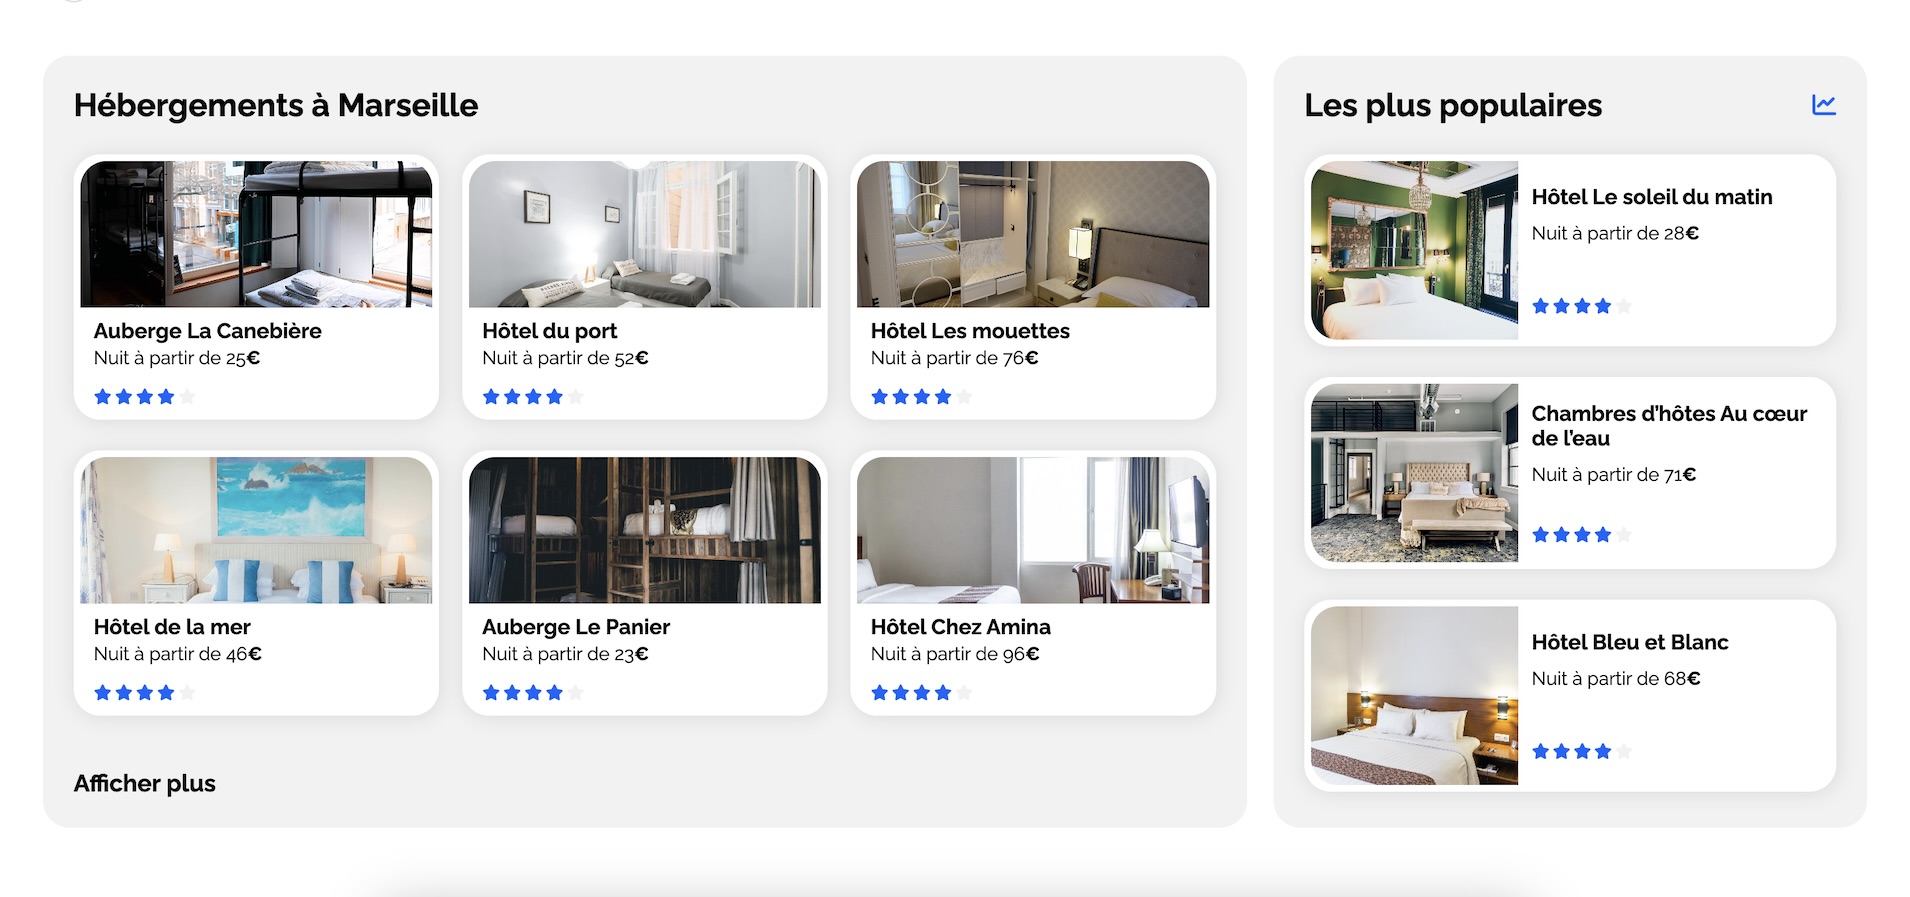 Hébergements à Marseille
Auberge La Canebière
Nuit à partir de 25€
Hôtel du port
Nuit à partir de 52€
Hôtel Les mouettes
Nuit à partir de 76€
Hôtel de la mer
Nuit à partir de 46€
Auberge Le Panier
Nuit à partir de 23€
Hôtel Chez Amina
Nuit à partir de 96€
Afficher plus
Les plus populaires
Hôtel Le soleil du matin
Nuit à partir de 28€
Chambres d’hôtes Au cœur
de l’eau
Nuit à partir de 71€
Hôtel Bleu et Blanc
Nuit à partir de 68€